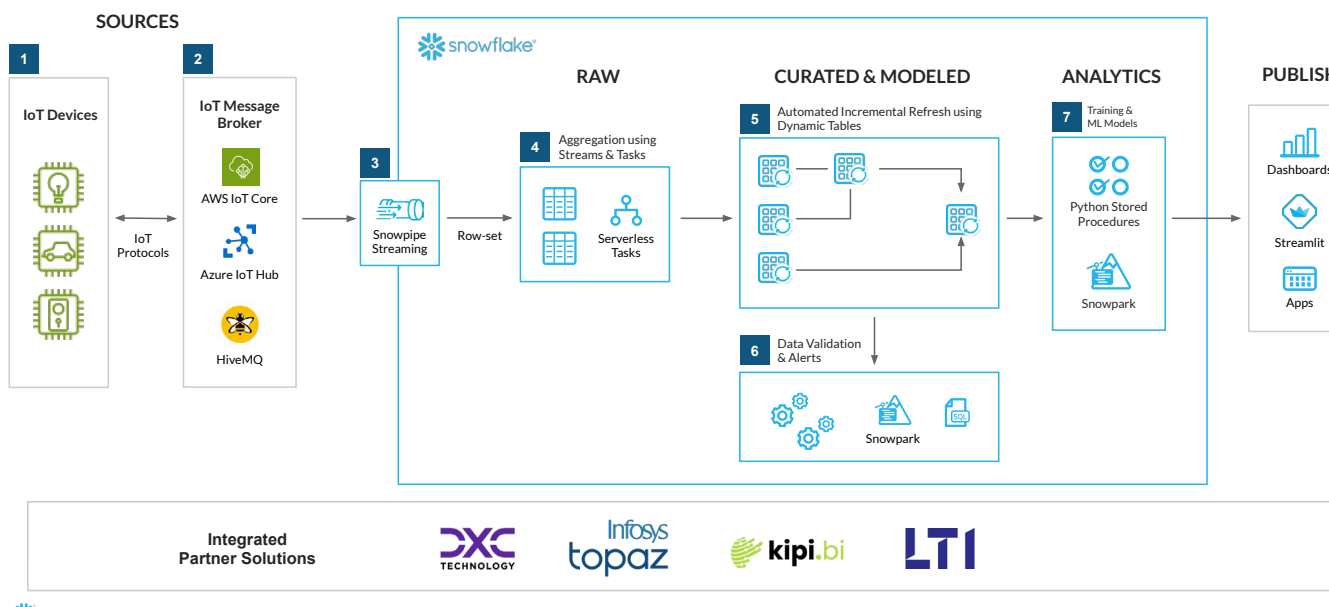 SOURCES
1
IoT Devices
IoT
Protocols
2
IoT Message
Broker
AWS IoT Core
Azure IoT Hub
HiveMQ
snowflake®
3
Snowpipe
Streaming
Row-set
RAW
4
Aggregation using
Streams & Tasks
Serverless
Tasks
CURATED & MODELED
5
Automated Incremental Refresh using
Dynamic Tables
6
Data Validation
& Alerts
Snowpark
SQL
ANALYTICS
7
Training &
ML Models
Python Stored
Procedures
Snowpark
PUBLISH
Dashboards
Streamlit
Apps
Integrated
Partner Solutions
DXC
TECHNOLOGY
Infosys
topaz
kipi.bi
LTI